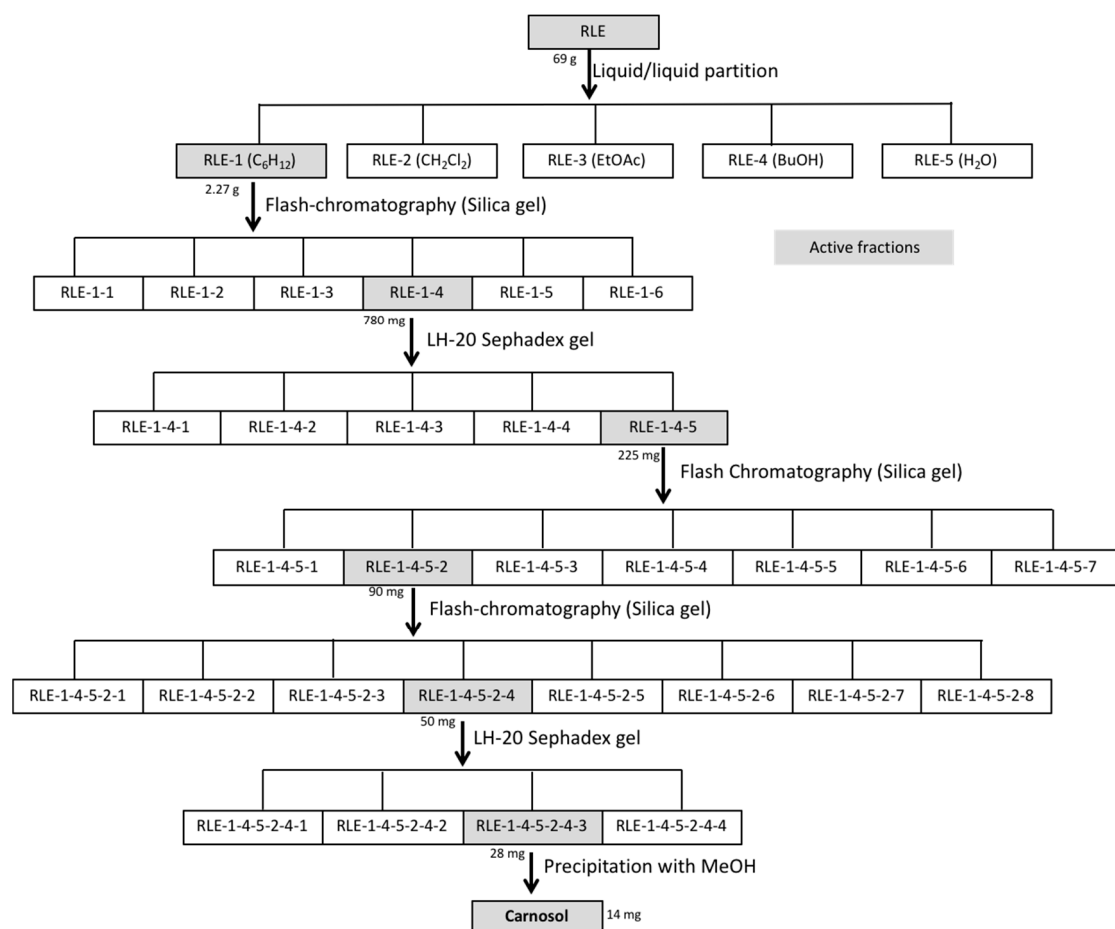 RLE
69 g
Liquid/liquid partition
RLE-1 (C₆H₁₂)
RLE-2 (CH₂Cl₂)
RLE-3 (EtOAc)
RLE-4 (BuOH)
RLE-5 (H₂O)
2.27 g
Flash-chromatography (Silica gel)
Active fractions
RLE-1-1
RLE-1-2
RLE-1-3
RLE-1-4
RLE-1-5
RLE-1-6
780 mg
LH-20 Sephadex gel
RLE-1-4-1
RLE-1-4-2
RLE-1-4-3
RLE-1-4-4
RLE-1-4-5
225 mg
Flash Chromatography (Silica gel)
RLE-1-4-5-1
RLE-1-4-5-2
RLE-1-4-5-3
RLE-1-4-5-4
RLE-1-4-5-5
RLE-1-4-5-6
RLE-1-4-5-7
90 mg
Flash-chromatography (Silica gel)
RLE-1-4-5-2-1
RLE-1-4-5-2-2
RLE-1-4-5-2-3
RLE-1-4-5-2-4
RLE-1-4-5-2-5
RLE-1-4-5-2-6
RLE-1-4-5-2-7
RLE-1-4-5-2-8
50 mg
LH-20 Sephadex gel
RLE-1-4-5-2-4-1
RLE-1-4-5-2-4-2
RLE-1-4-5-2-4-3
RLE-1-4-5-2-4-4
28 mg
Precipitation with MeOH
Carnosol
14 mg